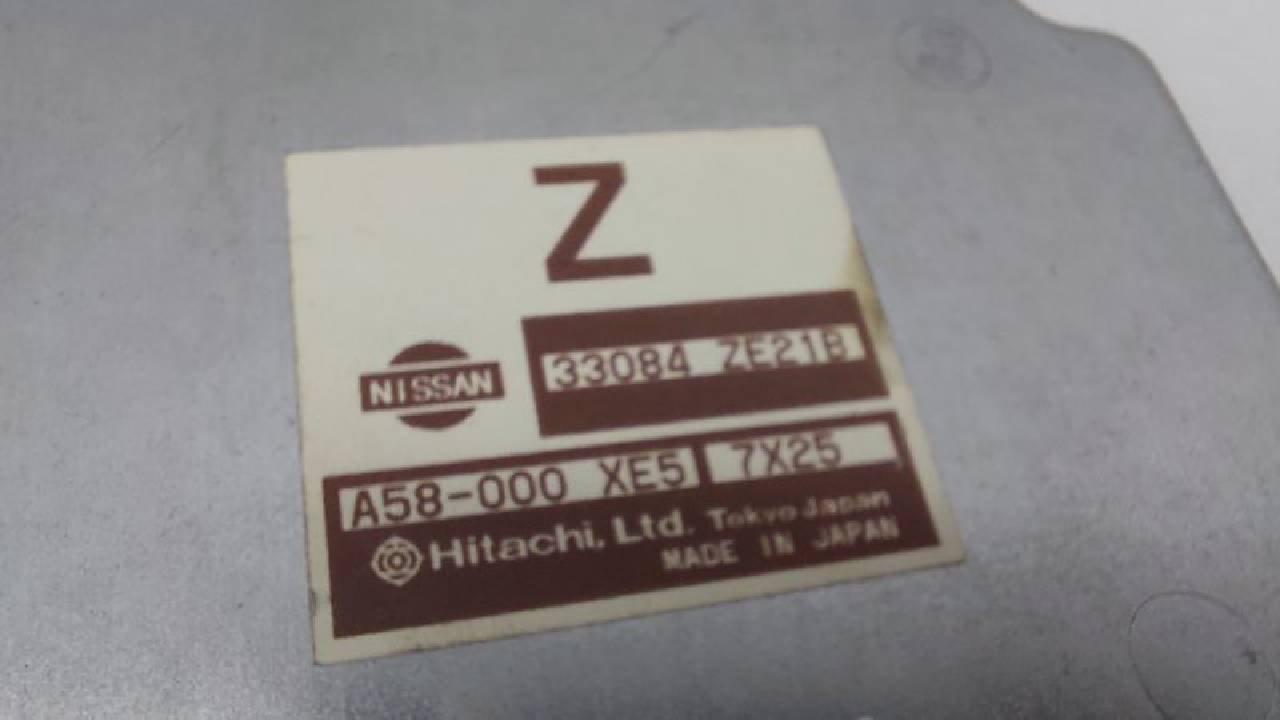 Z
NISSAN
33084 ZE21B
A58-000 XE5 7X25
Hitachi, Ltd. Tokyo Japan
MADE IN JAPAN